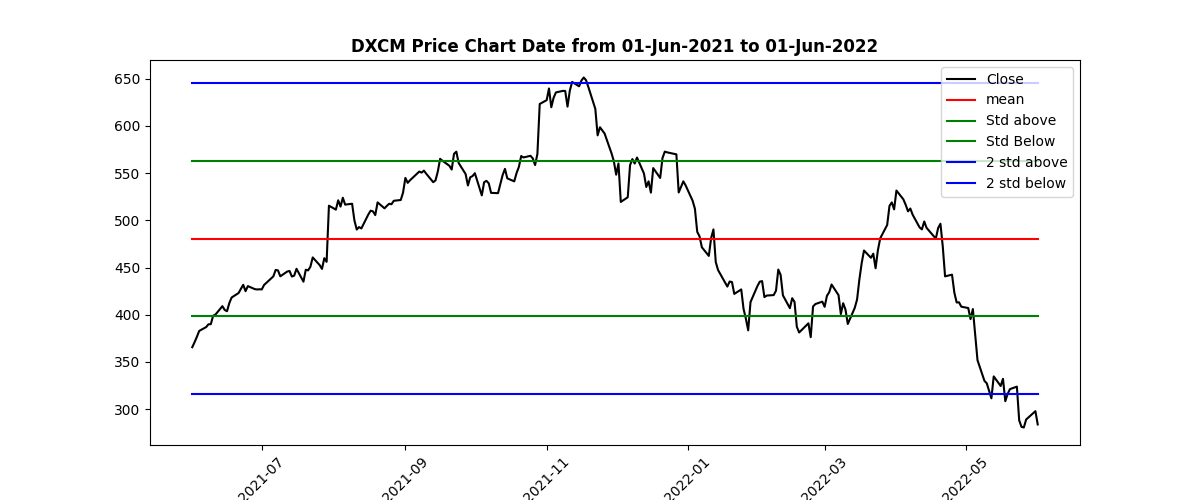 DXCM Price Chart Date from 01-Jun-2021 to 01-Jun-2022
650
600
550
500
450
400
350
300
Close
mean
Std above
Std Below
2 std above
2 std below
2021-07
2021-09
2021-11
2022-01
2022-03
2022-05